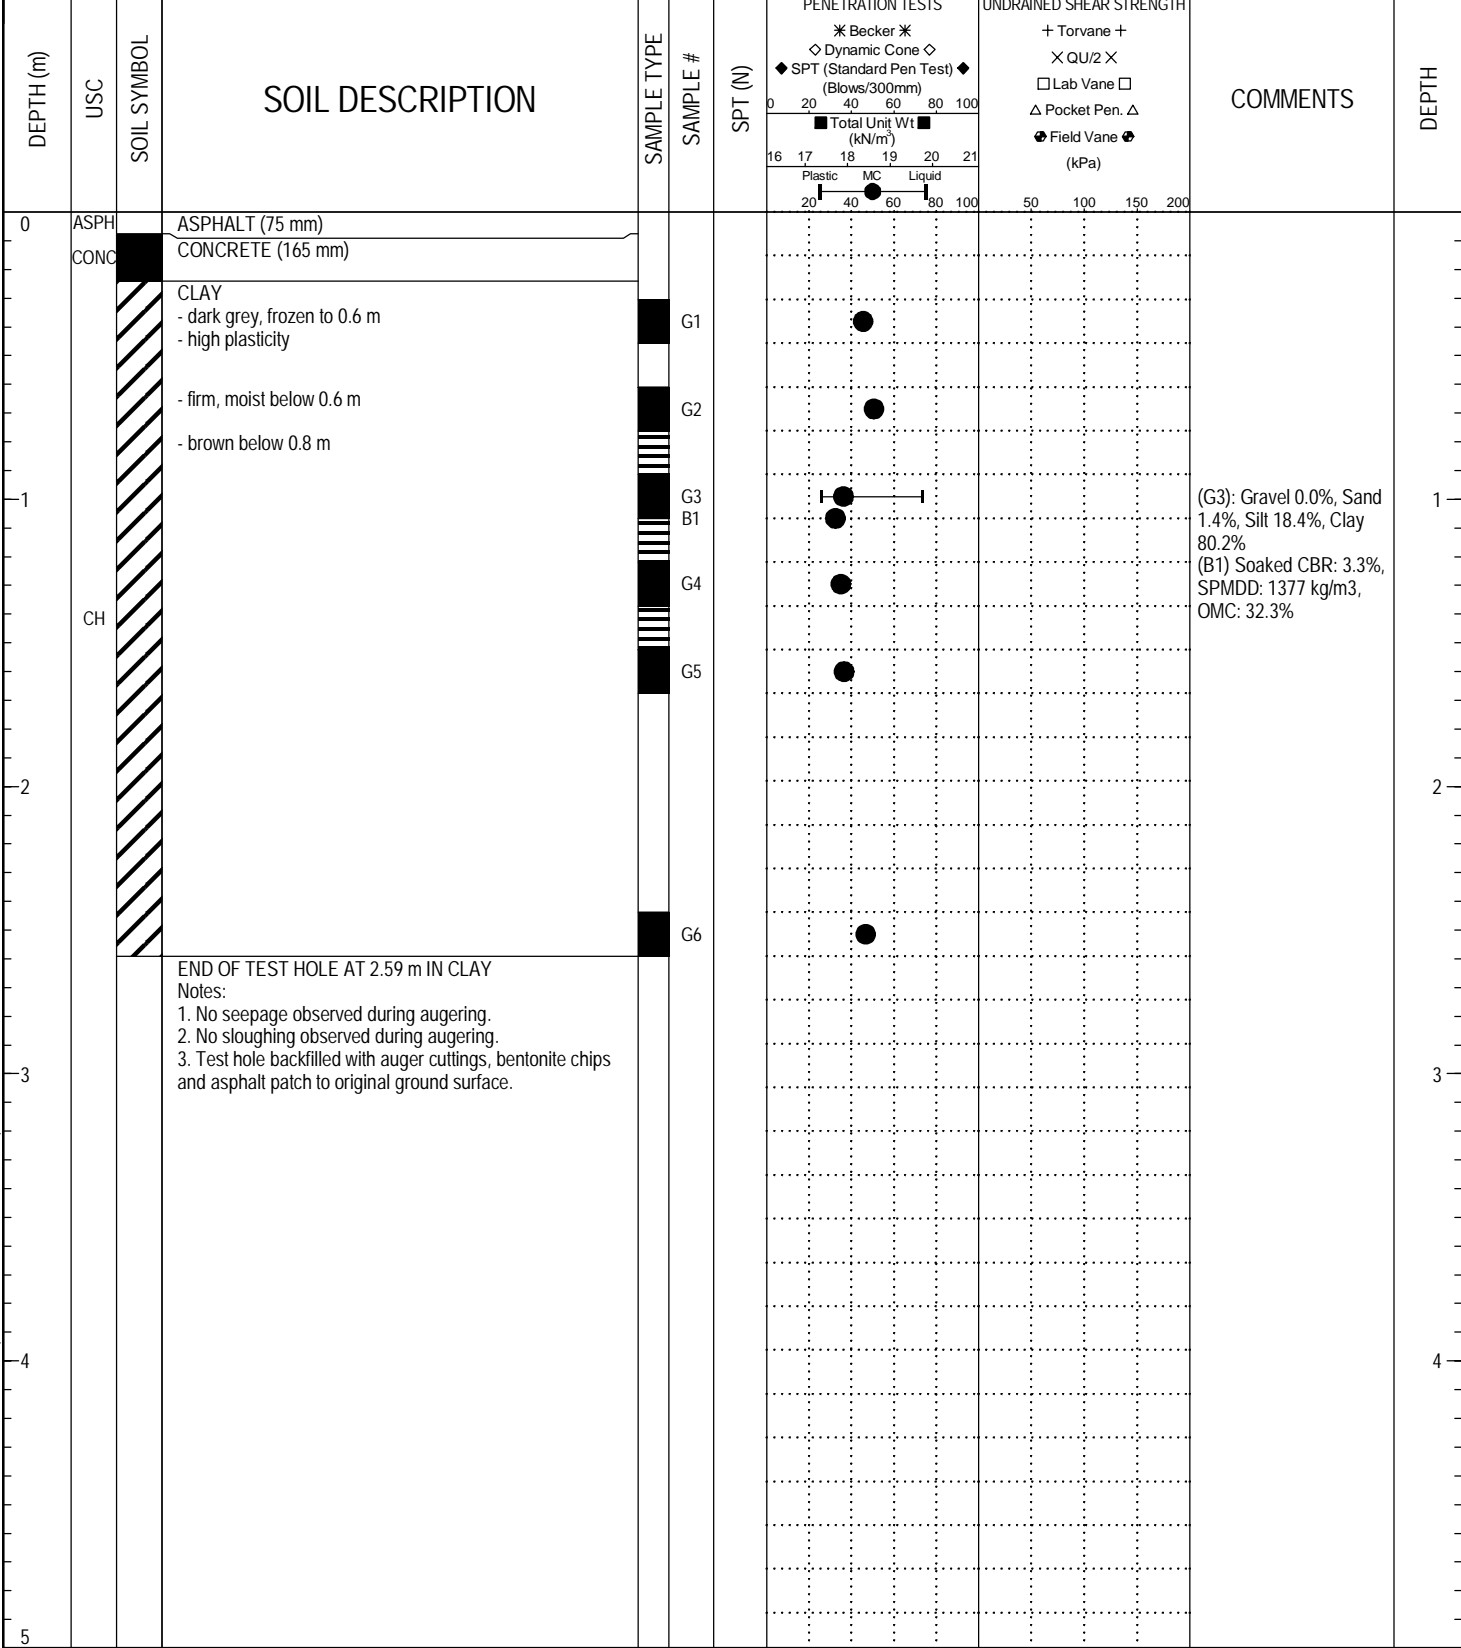 PENETRATION TESTS
UNDRAINED SHEAR STRENGTH
DEPTH (m)
USC
SOIL SYMBOL
SOIL DESCRIPTION
SAMPLE TYPE
SAMPLE #
SPT (N)
Becker
Dynamic Cone
SPT (Standard Pen Test)
(Blows/300mm)
0 20 40 60 80 100
Total Unit Wt
(kN/m³)
16 17 18 19 20 21
Plastic MC Liquid
20 40 60 80 100
+ Torvane +
X QU/2 X
□ Lab Vane □
△ Pocket Pen. △
Field Vane
(kPa)
50 100 150 200
COMMENTS
DEPTH
0
ASPH
ASPHALT (75 mm)
CONC
CONCRETE (165 mm)
CLAY
- dark grey, frozen to 0.6 m
- high plasticity
G1
- firm, moist below 0.6 m
G2
- brown below 0.8 m
1
G3
B1
(G3): Gravel 0.0%, Sand
1.4%, Silt 18.4%, Clay
80.2%
(B1) Soaked CBR: 3.3%,
SPMDD: 1377 kg/m3,
OMC: 32.3%
1
G4
CH
G5
2
2
G6
END OF TEST HOLE AT 2.59 m IN CLAY
Notes:
1. No seepage observed during augering.
2. No sloughing observed during augering.
3. Test hole backfilled with auger cuttings, bentonite chips
and asphalt patch to original ground surface.
3
3
4
4
5